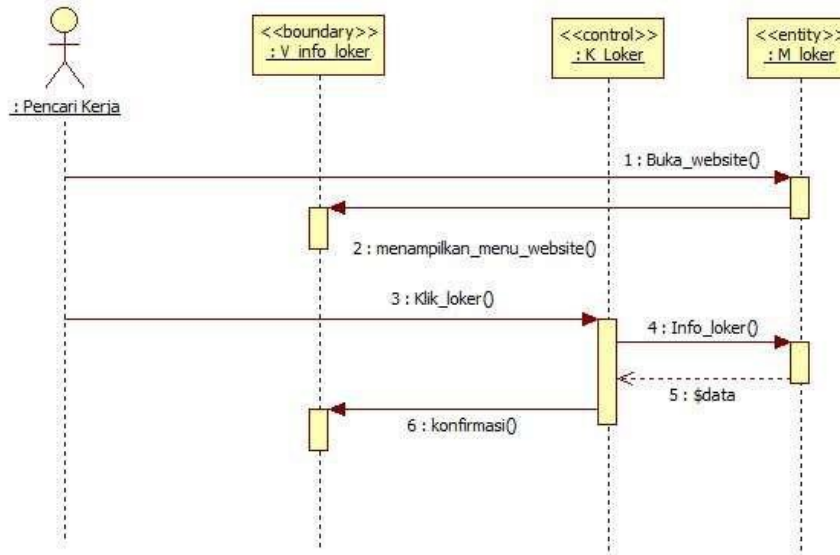 <<boundary>>
: V_info_loker
<<control>>
: K_Loker
<<entity>>
: M_loker
: Pencari Kerja
1 : Buka_website()
2 : menampilkan_menu_website()
3 : Klik_loker()
4 : Info_loker()
5 : $data
6 : konfirmasi()